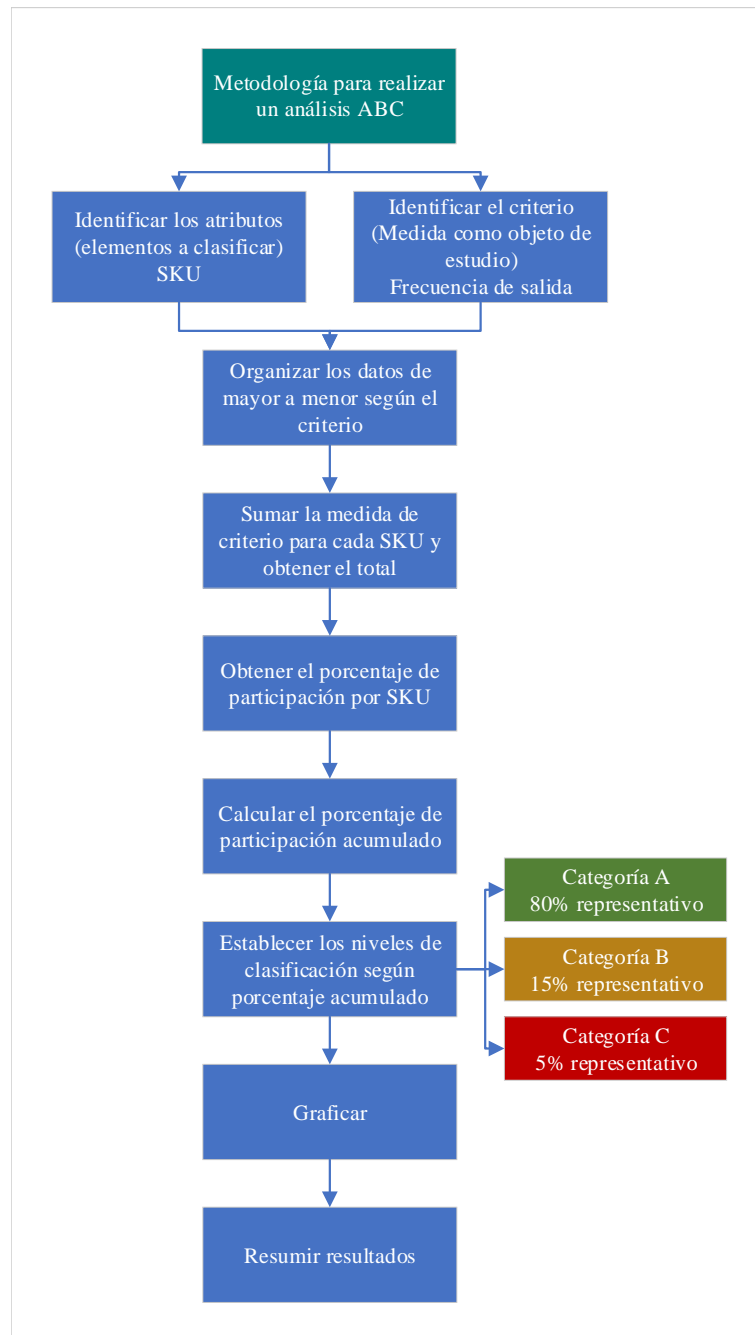 Metodología para realizar
un análisis ABC
Identificar los atributos
(elementos a clasificar)
SKU
Identificar el criterio
(Medida como objeto de
estudio)
Frecuencia de salida
Organizar los datos de
mayor a menor según el
criterio
Sumar la medida de
criterio para cada SKU y
obtener el total
Obtener el porcentaje de
participación por SKU
Calcular el porcentaje de
participación acumulado
Establecer los niveles de
clasificación según
porcentaje acumulado
Categoría A
80% representativo
Categoría B
15% representativo
Categoría C
5% representativo
Graficar
Resumir resultados